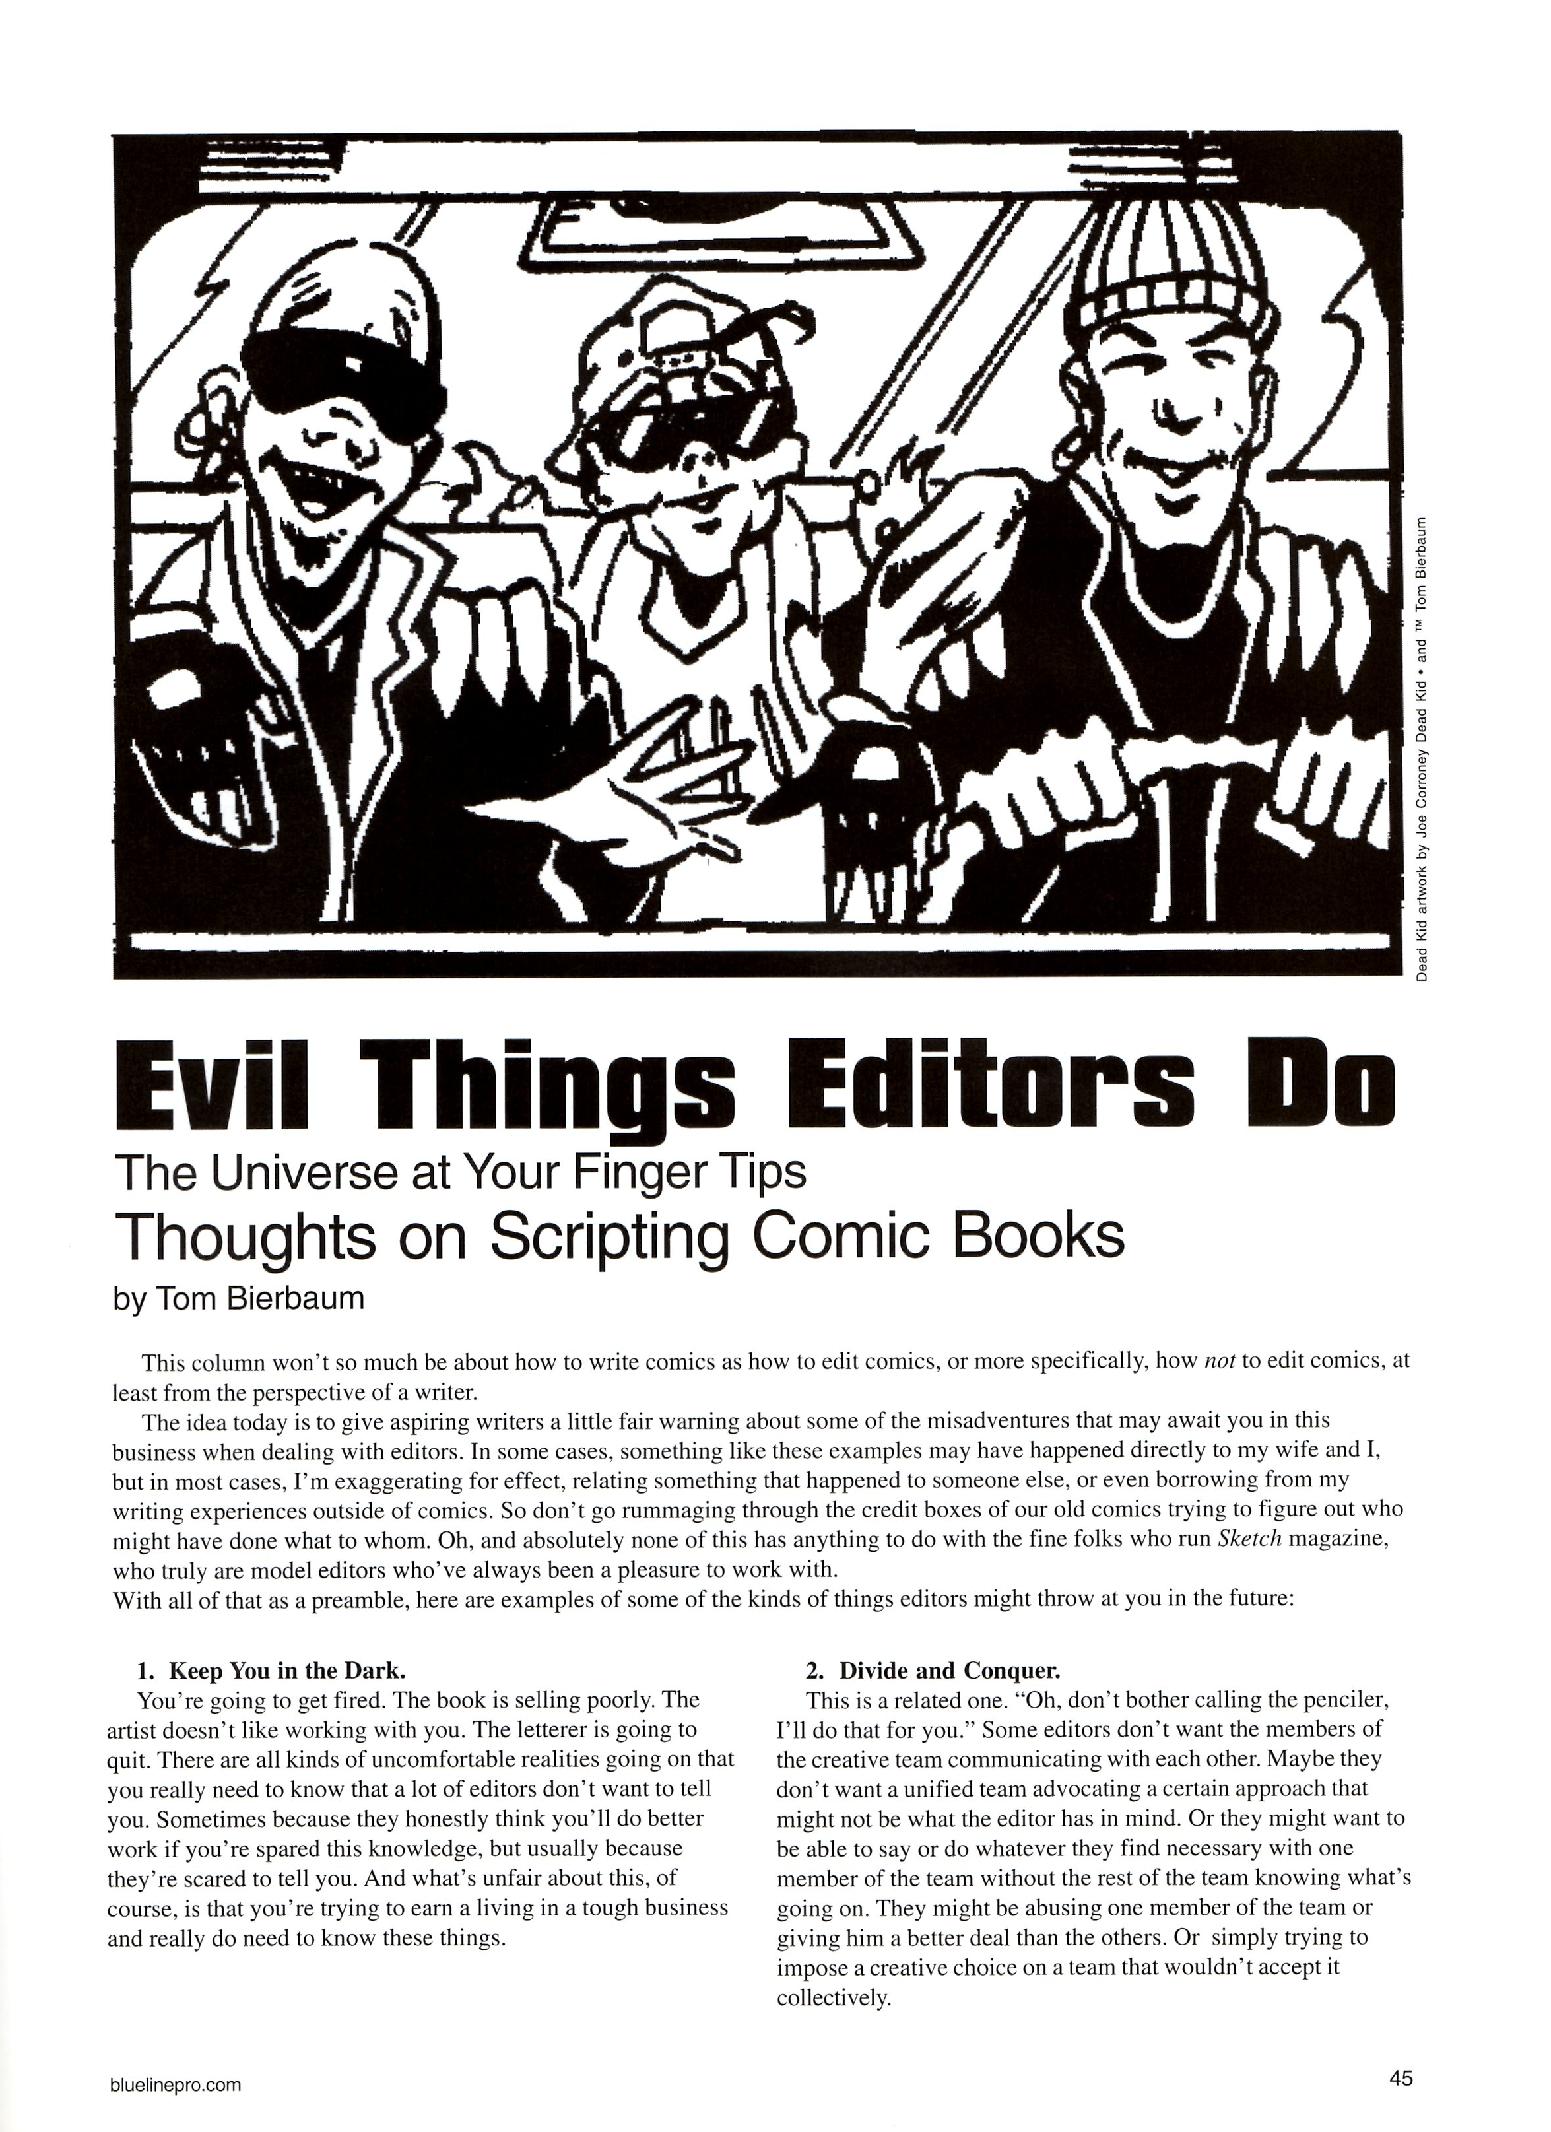 Dead Kid artwork by Joe Corroney Dead Kid • and ™ Tom Bierbaum
Evil Things Editors Do
The Universe at Your Finger Tips
Thoughts on Scripting Comic Books
by Tom Bierbaum
This column won't so much be about how to write comics as how to edit comics, or more specifically, how not to edit comics, at
least from the perspective of a writer.
The idea today is to give aspiring writers a little fair warning about some of the misadventures that may await you in this
business when dealing with editors. In some cases, something like these examples may have happened directly to my wife and I,
but in most cases, I'm exaggerating for effect, relating something that happened to someone else, or even borrowing from my
writing experiences outside of comics. So don't go rummaging through the credit boxes of our old comics trying to figure out who
might have done what to whom. Oh, and absolutely none of this has anything to do with the fine folks who run Sketch magazine,
who truly are model editors who've always been a pleasure to work with.
With all of that as a preamble, here are examples of some of the kinds of things editors might throw at you in the future:
1. Keep You in the Dark.
You're going to get fired. The book is selling poorly. The
artist doesn't like working with you. The letterer is going to
quit. There are all kinds of uncomfortable realities going on that
you really need to know that a lot of editors don't want to tell
you. Sometimes because they honestly think you'll do better
work if you're spared this knowledge, but usually because
they're scared to tell you. And what's unfair about this, of
course, is that you're trying to earn a living in a tough business
and really do need to know these things.
2. Divide and Conquer.
This is a related one. “Oh, don't bother calling the penciler,
I'll do that for you.” Some editors don't want the members of
the creative team communicating with each other. Maybe they
don't want a unified team advocating a certain approach that
might not be what the editor has in mind. Or they might want to
be able to say or do whatever they find necessary with one
member of the team without the rest of the team knowing what's
going on. They might be abusing one member of the team or
giving him a better deal than the others. Or simply trying to
impose a creative choice on a team that wouldn't accept it
collectively.
bluelinepro.com
45